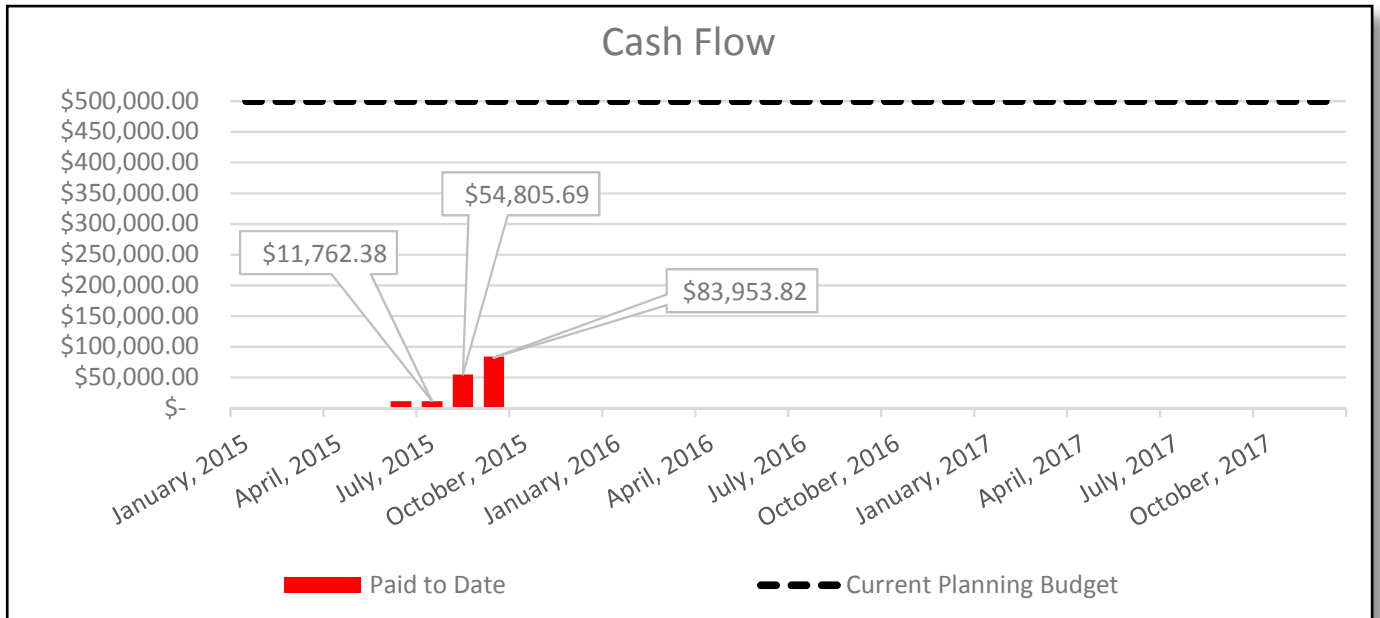 Cash Flow
$500,000.00
$450,000.00
$400,000.00
$350,000.00
$300,000.00
$250,000.00
$200,000.00
$150,000.00
$100,000.00
$50,000.00
$-
$54,805.69
$11,762.38
$83,953.82
January, 2015
April, 2015
July, 2015
October, 2015
January, 2016
April, 2016
July, 2016
October, 2016
January, 2017
April, 2017
July, 2017
October, 2017
Paid to Date
Current Planning Budget